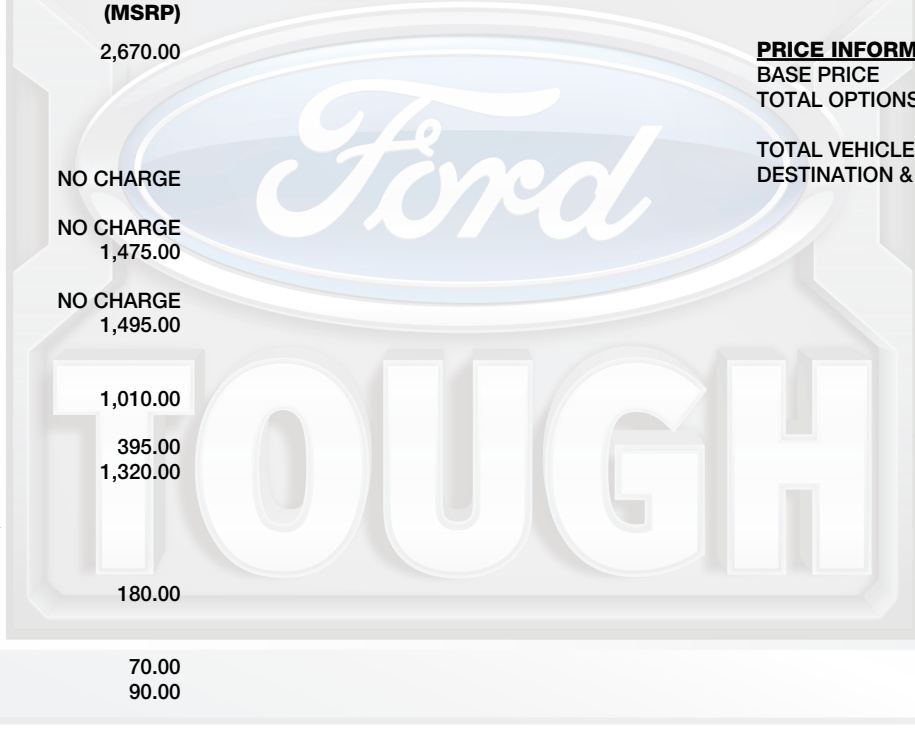 (MSRP)
2,670.00
NO CHARGE
NO CHARGE
1,475.00
NO CHARGE
1,495.00
1,010.00
395.00
1,320.00
180.00
70.00
90.00
PRICE INFORM
BASE PRICE
TOTAL OPTIONS
TOTAL VEHICLE
DESTINATION &
Ford
TOUGH